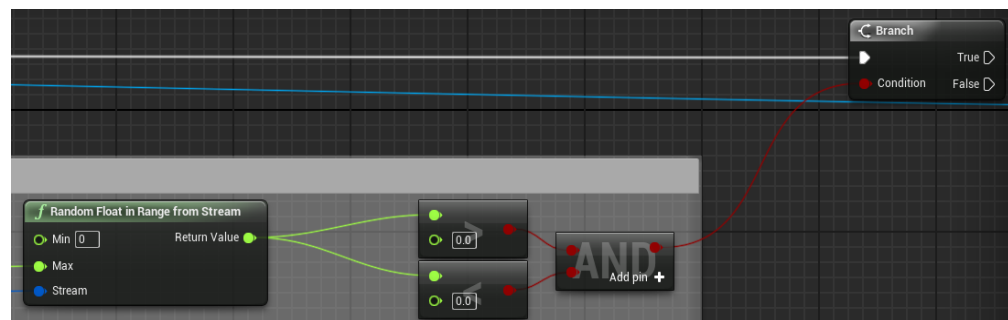 Branch
True
Condition False
Random Float in Range from Stream
Min 0 Return Value
Max
Stream
>
0.0
<
0.0
AND
Add pin +